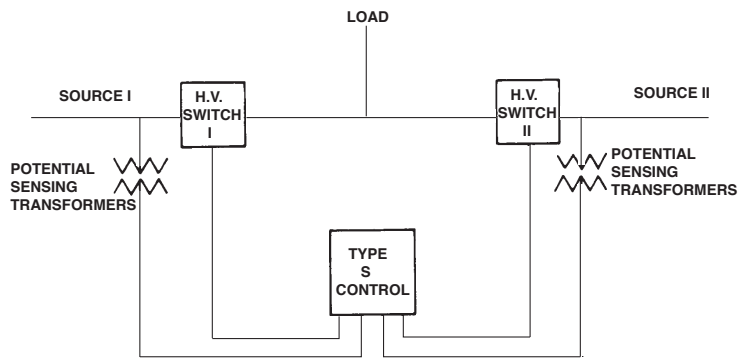 LOAD
SOURCE I
H.V.
SWITCH
I
H.V.
SWITCH
II
SOURCE II
POTENTIAL
SENSING
TRANSFORMERS
POTENTIAL
SENSING
TRANSFORMERS
TYPE
S
CONTROL